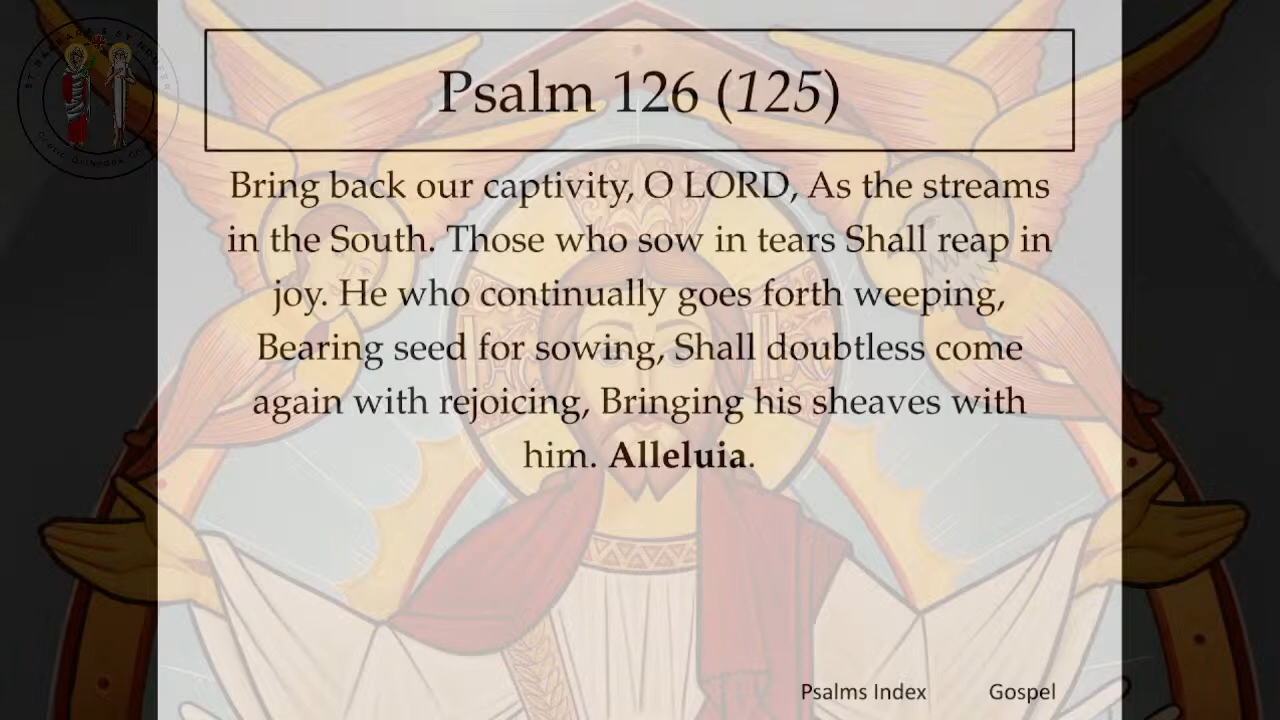 Psalm 126 (125)
Bring back our captivity, O LORD, As the streams
in the South. Those who sow in tears Shall reap in
joy. He who continually goes forth weeping,
Bearing seed for sowing, Shall doubtless come
again with rejoicing, Bringing his sheaves with
him. Alleluia.
Psalms Index
Gospel